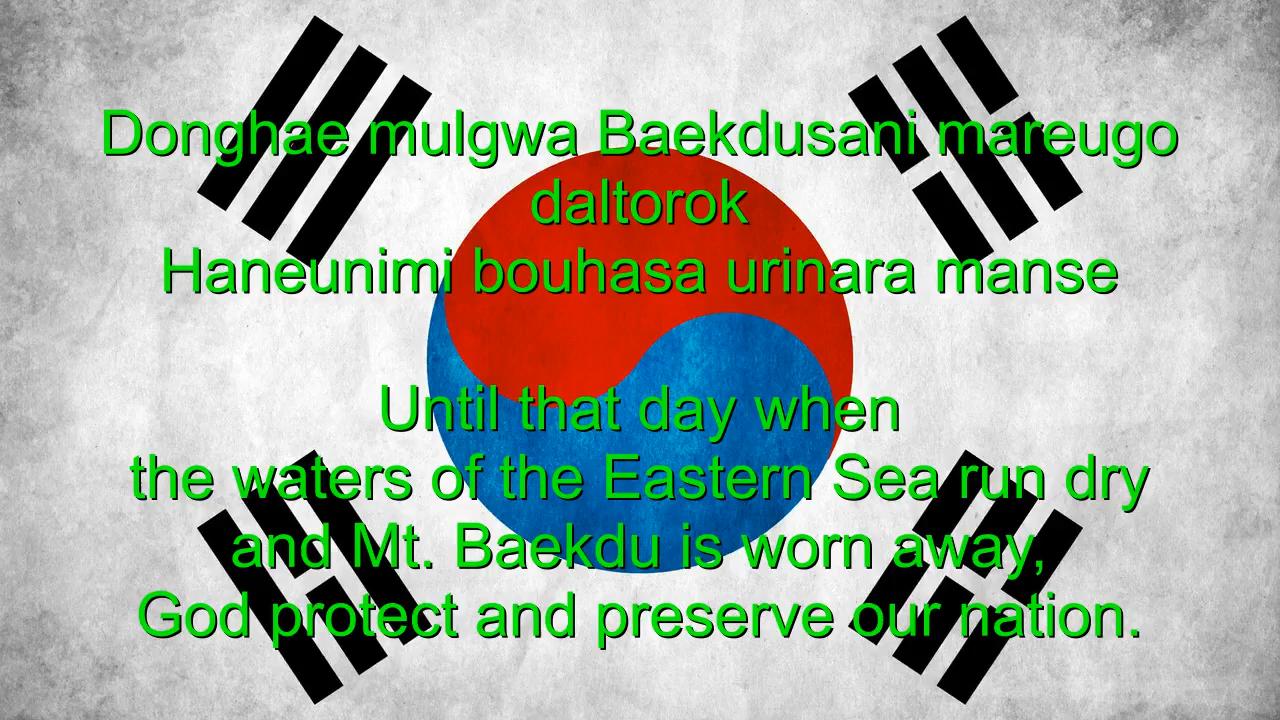 Donghae mulgwa Baekdusani mareugo
daltorok
Haneunimi bouhasa urinara manse
Until that day when
the waters of the Eastern Sea run dry
and Mt. Baekdu is worn away,
God protect and preserve our nation.